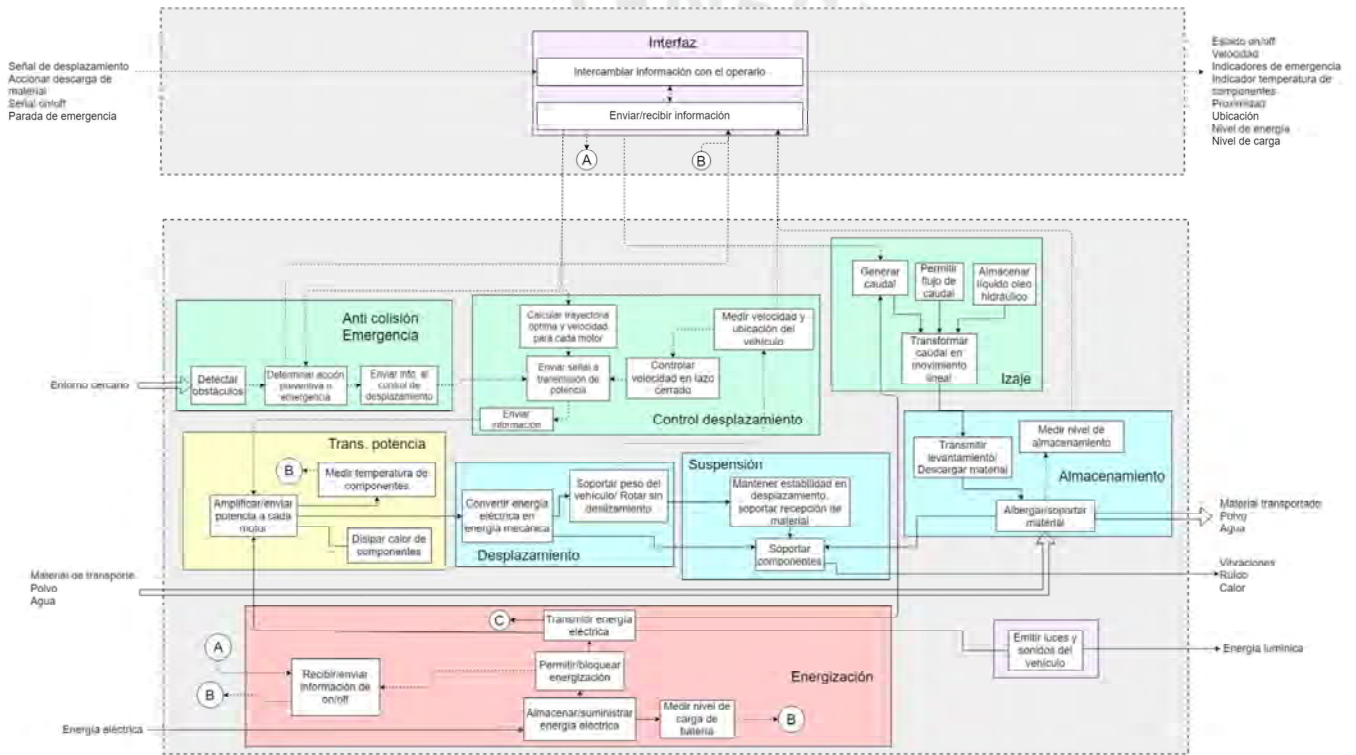 Interfaz
Intercambiar información con el operario
Enviar/recibir información
A
B
Señal de desplazamiento
Accionar descarga de
material
Señal on/off
Parada de emergencia
Estado on/off
Velocidad
Indicadores de emergencia
Indicador temperatura de
componentes
Proximidad
Ubicación
Nivel de energía
Nivel de carga
Anti colisión
Emergencia
Entorno cercano
Detectar
obstáculos
Determinar acción
preventiva o
emergencia
Enviar info. al
control de
desplazamiento
Calcular trayectoria
óptima y velocidad
para cada motor
Medir velocidad y
ubicación del
vehículo
Enviar señal a
transmisión de
potencia
Controlar
velocidad en lazo
cerrado
Enviar
información
Control desplazamiento
Generar
caudal
Permitir
flujo de
caudal
Almacenar
líquido oleo
hidráulico
Transformar
caudal en
movimiento
lineal
Izaje
Trans. potencia
B
Medir temperatura de
componentes.
Amplificar/enviar
potencia a cada
motor
Disipar calor de
componentes
Convertir energía
eléctrica en
energía mecánica
Soportar peso del
vehículo/ Rotar sin
deslizamiento
Desplazamiento
Suspensión
Mantener estabilidad en
desplazamiento,
soportar recepción de
material
Soportar
componentes
Transmitir
levantamiento/
Descargar material
Medir nivel de
almacenamiento
Almacenamiento
Albergar/soportar
material
Material transportado
Polvo
Agua
Vibraciones
Ruido
Calor
Material de transporte
Polvo
Agua
C
Transmitir energía
eléctrica
A
B
Recibir/enviar
información de
on/off
Permitir/bloquear
energización
Energización
Almacenar/suministrar
energía eléctrica
Medir nivel de
carga de
batería
B
Energía eléctrica
Emitir luces y
sonidos del
vehículo
Energía lumínica